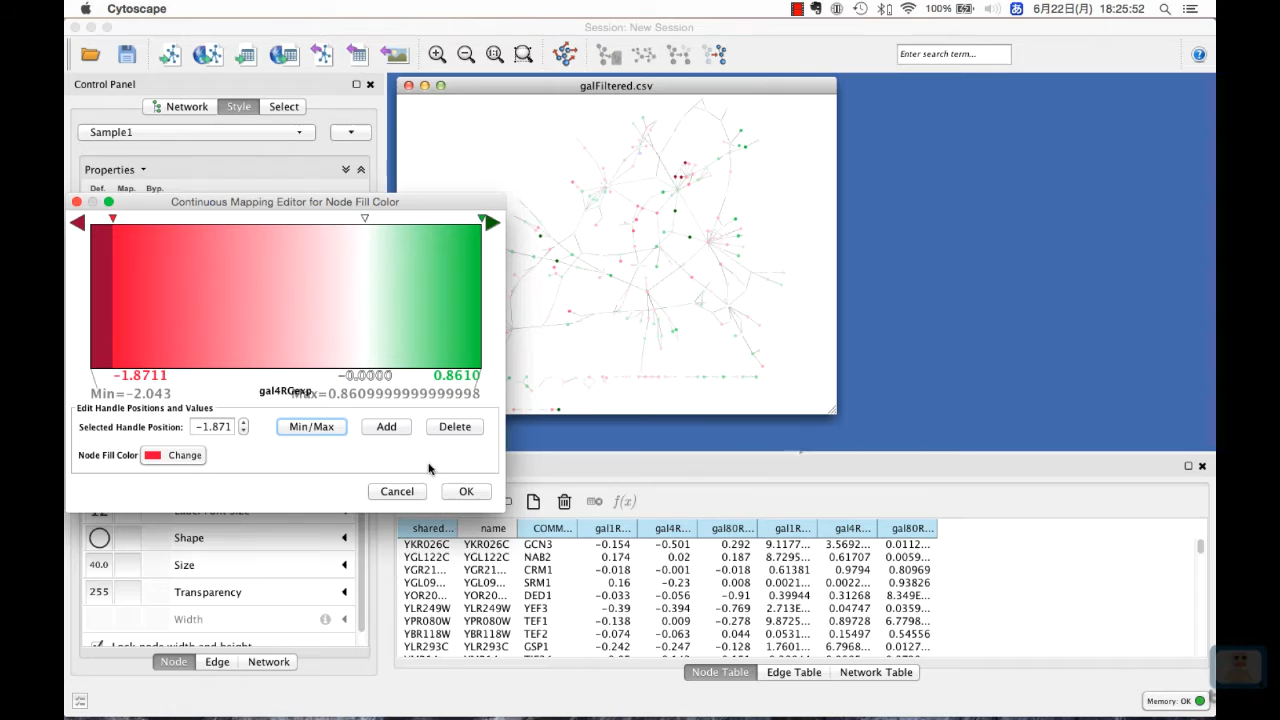 Cytoscape
100%
あ
6月22日(月) 18:25:52
Session: New Session
Enter search term...
?
Control Panel
galFiltered.csv
Network Style Select
Sample1
Properties
Def. Map. Byp.
Continuous Mapping Editor for Node Fill Color
-1.8711 -0.0000 0.8610
Min=-2.043 Max=0.8609999999999998
Edit Handle Positions and Values
Selected Handle Position: -1.871 Min/Max Add Delete
Node Fill Color Change
Cancel OK
f(x)
Shape
40.0 Size
255 Transparency
Width
Lock node width and height
Node Edge Network
shared... name COMM... gal1R... gal4R... gal80R... gal1R... gal4R... gal80R...
YKR026C YKR026C GCN3 -0.154 -0.501 0.292 9.1177... 3.5692... 0.0112...
YGL122C YGL122C NAB2 0.174 0.02 0.187 8.7295... 0.61707 0.0059...
YGR21... YGR21... CRM1 -0.018 -0.001 -0.018 0.61381 0.9794 0.80969
YGL09... YGL09... SRM1 0.16 -0.23 0.008 0.0021... 0.0022... 0.93826
YOR20... YOR20... DED1 -0.033 -0.056 -0.91 0.39944 0.31268 8.349E...
YLR249W YLR249W YEF3 -0.39 -0.394 -0.769 2.713E... 0.04747 0.0359...
YPR080W YPR080W TEF1 -0.138 0.009 -0.278 9.8725... 0.89728 6.7798...
YBR118W YBR118W TEF2 -0.074 -0.063 0.044 0.0531... 0.15497 0.54556
YLR293C YLR293C GSP1 -0.242 -0.247 -0.128 1.7601... 6.7968... 0.0127...
Node Table Edge Table Network Table
Memory: OK